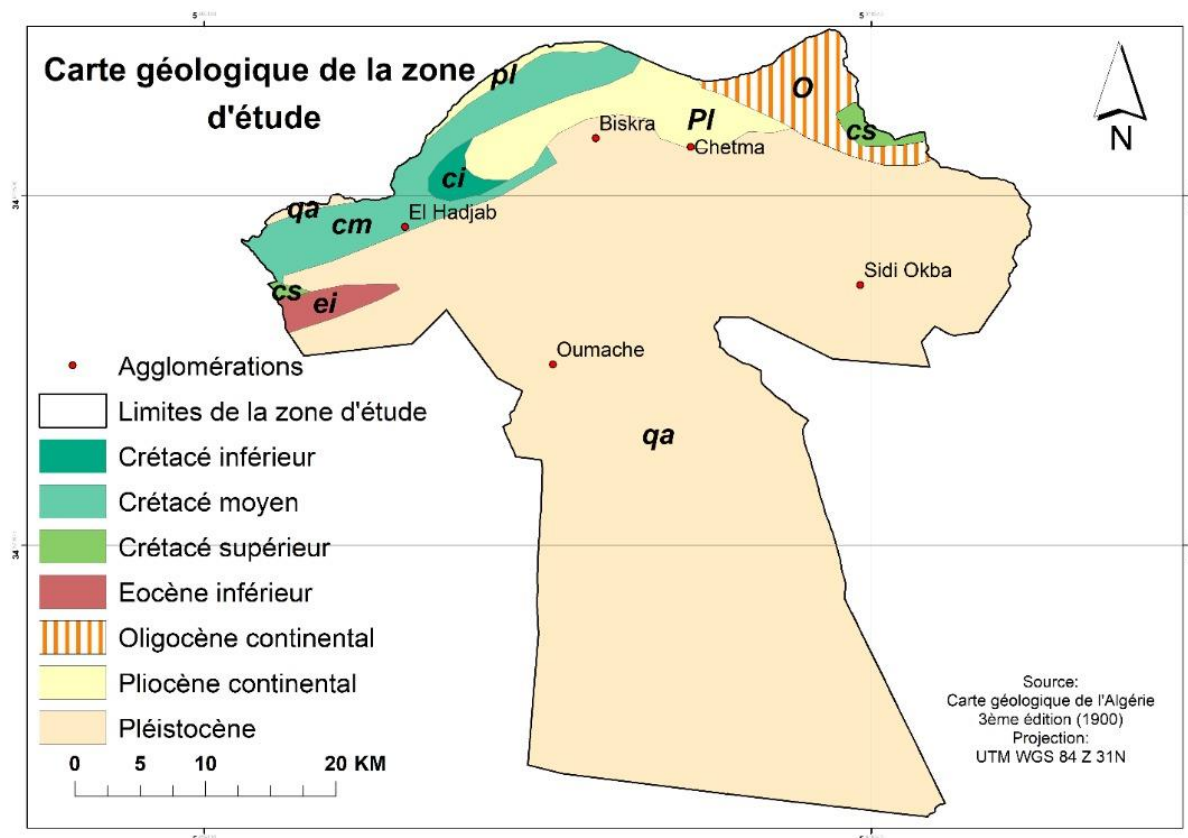 Carte géologique de la zone
d'étude
pl
O
Biskra
Pl
cs
Chetma
ci
qa
cm
El Hadjab
Sidi Okba
cs
ei
Oumache
qa
N
34
34
Agglomérations
Limites de la zone d'étude
Crétacé inférieur
Crétacé moyen
Crétacé supérieur
Eocène inférieur
Oligocène continental
Pliocène continental
Pléistocène
0 5 10 20 KM
Source:
Carte géologique de l'Algérie
3ème édition (1900)
Projection:
UTM WGS 84 Z 31N